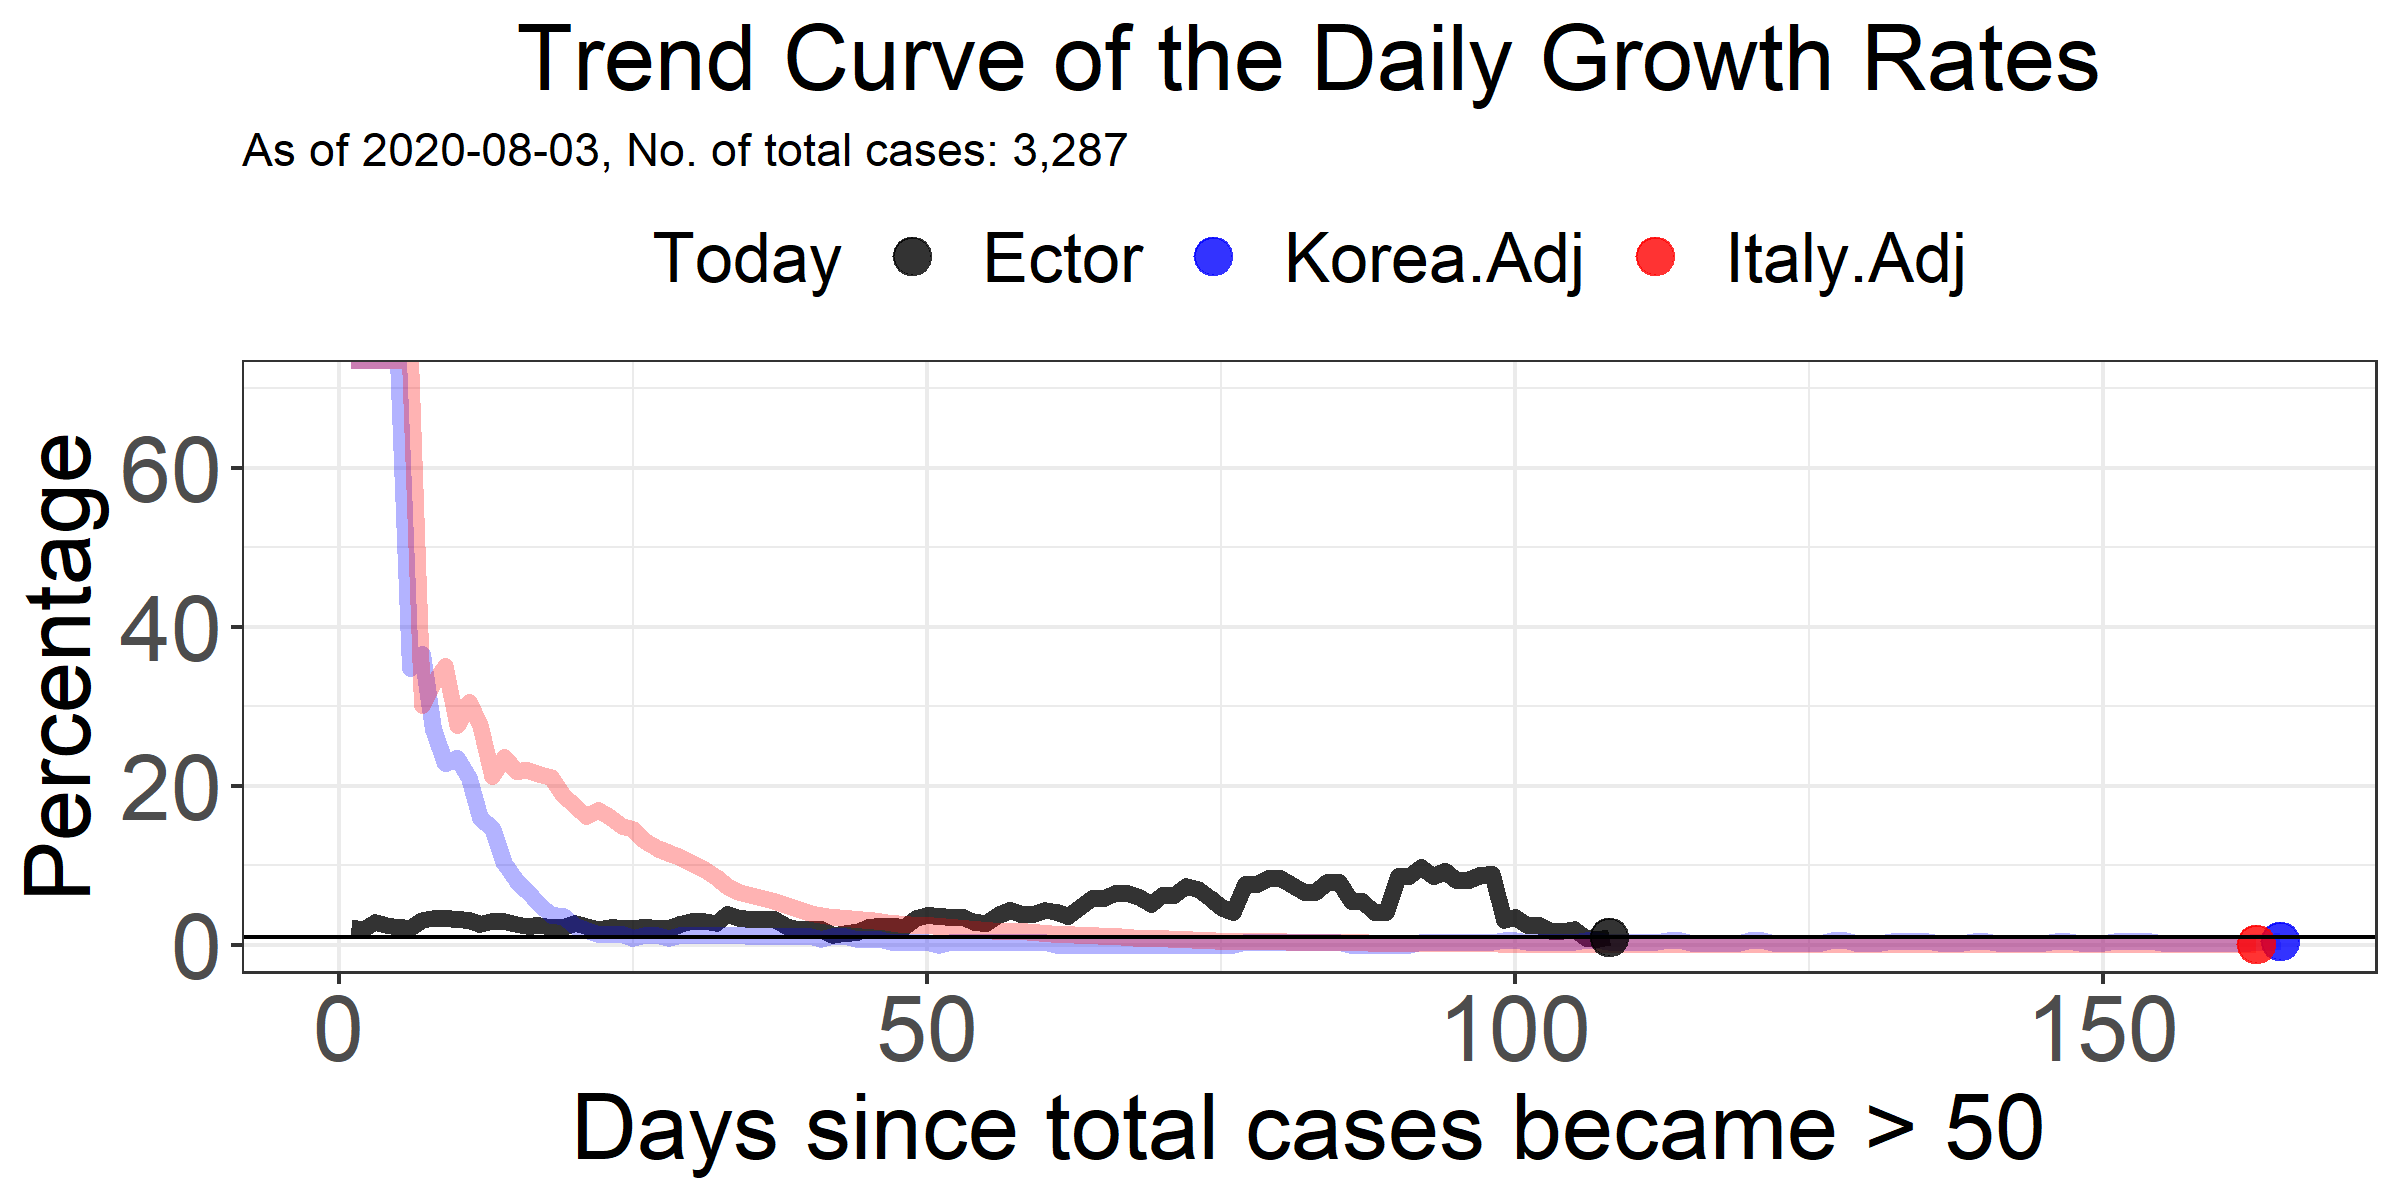 Trend Curve of the Daily Growth Rates
As of 2020-08-03, No. of total cases: 3,287
Today Ector Korea.Adj Italy.Adj
Percentage
60
40
20
0
0 50 100 150
Days since total cases became > 50